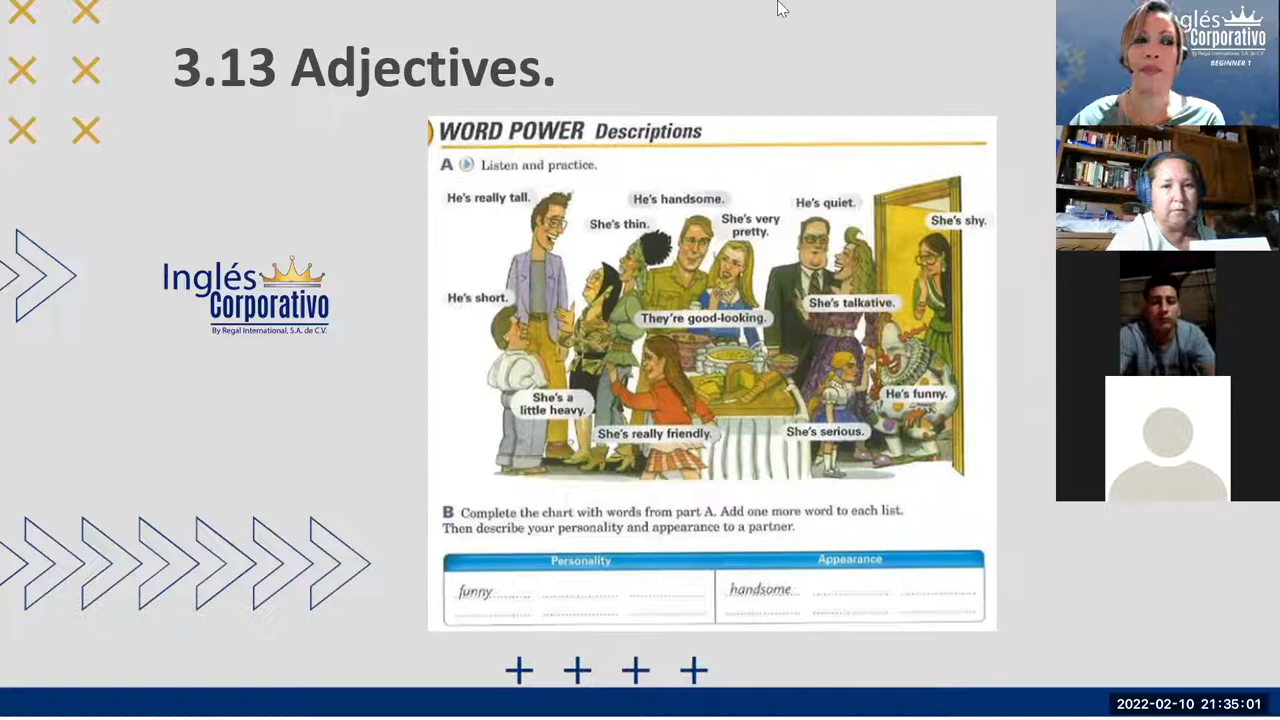 3.13 Adjectives.
WORD POWER Descriptions
A Listen and practice.
He's really tall.
He's handsome.
He's quiet.
She's thin.
She's very
pretty.
She's shy.
He's short.
They're good-looking.
She's talkative.
She's a
little heavy.
He's funny.
She's really friendly.
She's serious.
B Complete the chart with words from part A. Add one more word to each list.
Then describe your personality and appearance to a partner.
Personality
Appearance
funny
handsome
Inglés
Corporativo
By Regal International, S.A. de C.V.
glés
Corporativo
By Regal International, S.A. de C.V.
BEGINNER 1
2022-02-10 21:35:01